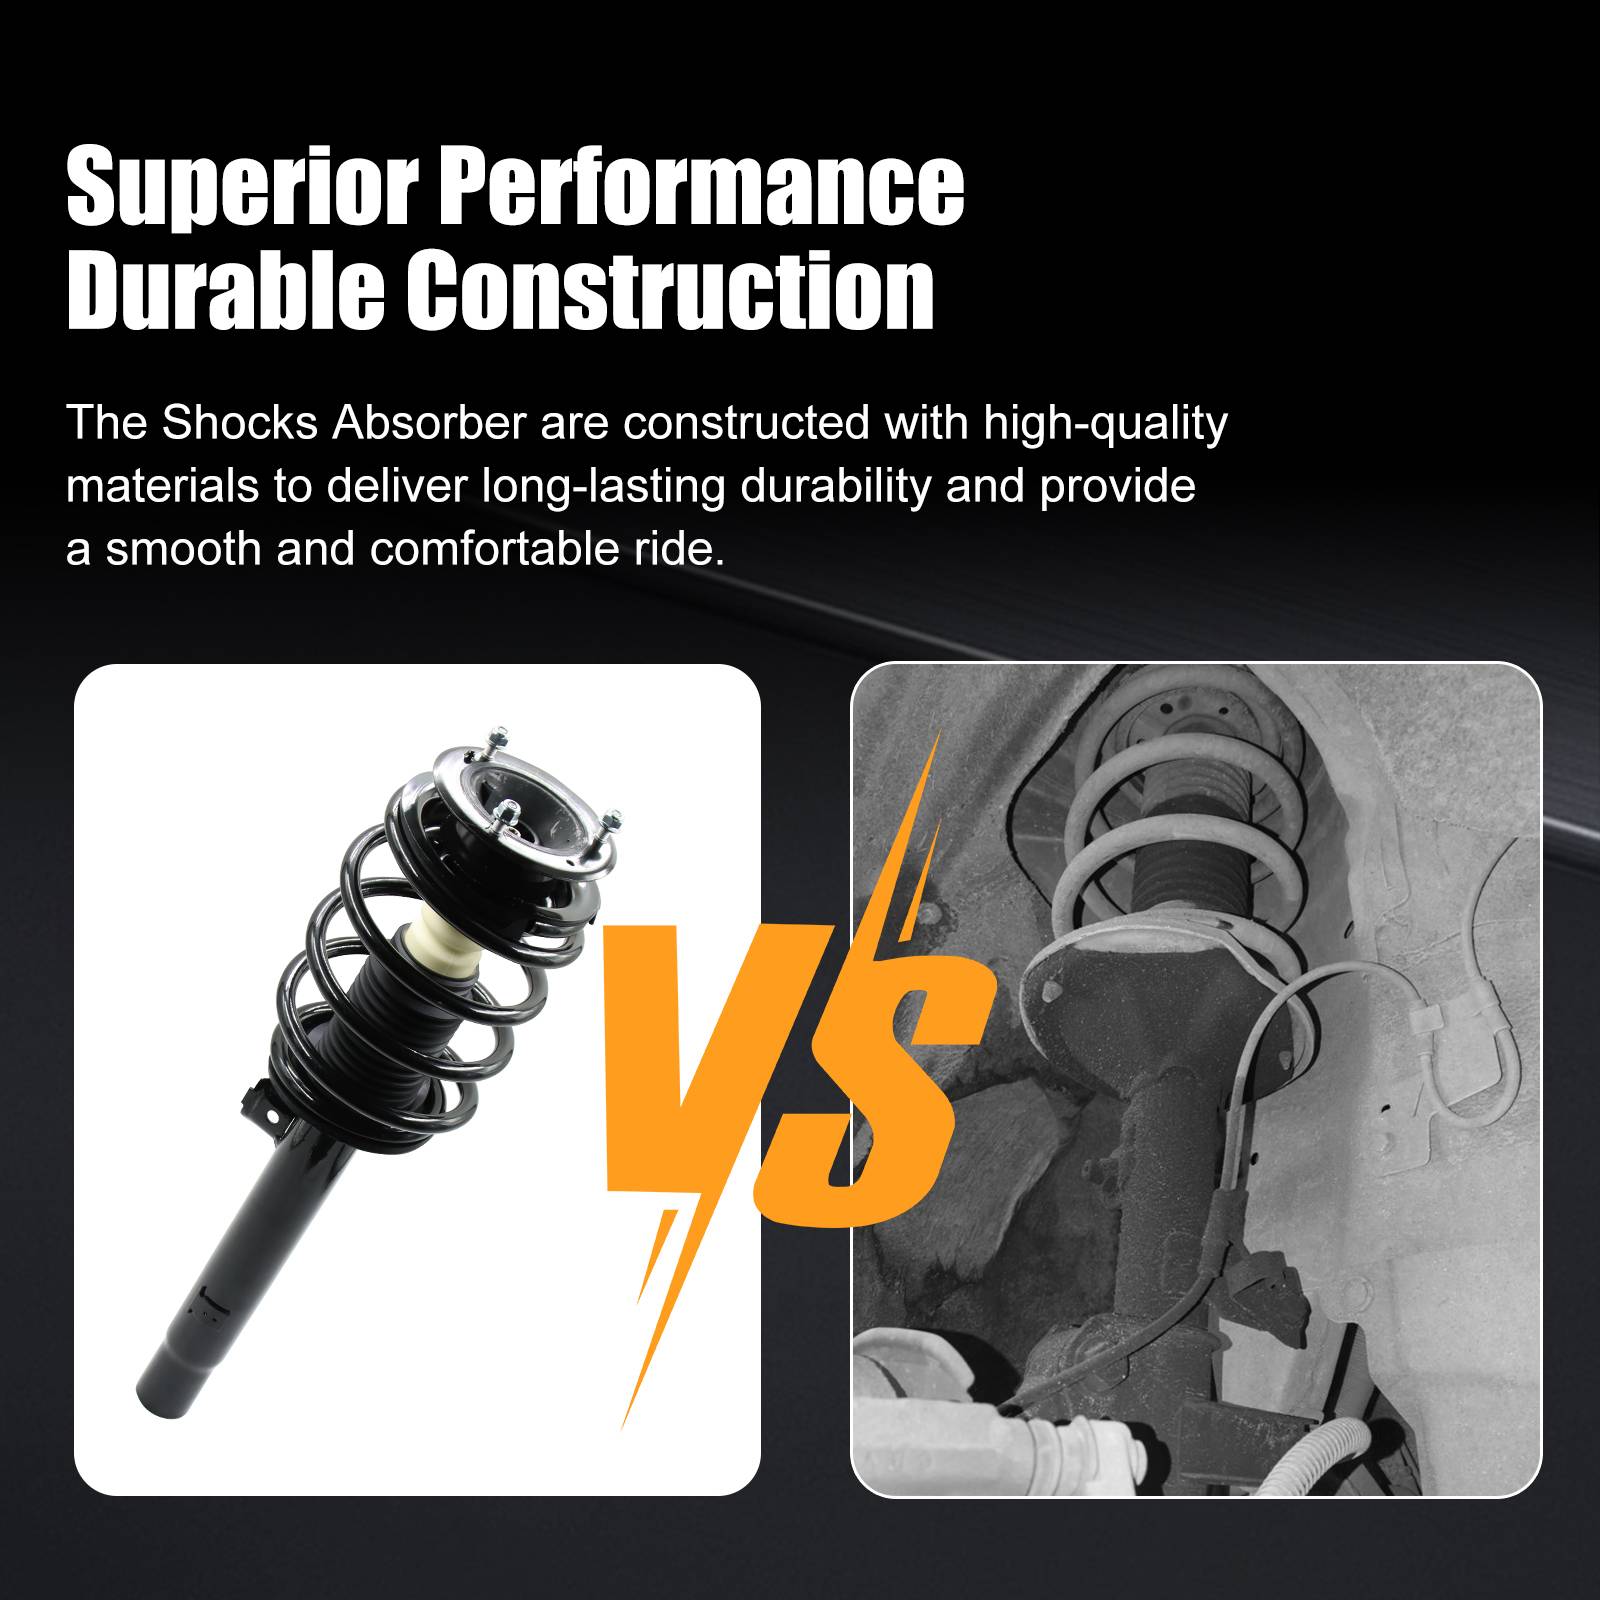 Superior Performance
Durable Construction
The Shocks Absorber are constructed with high-quality
materials to deliver long-lasting durability and provide
a smooth and comfortable ride.
VS